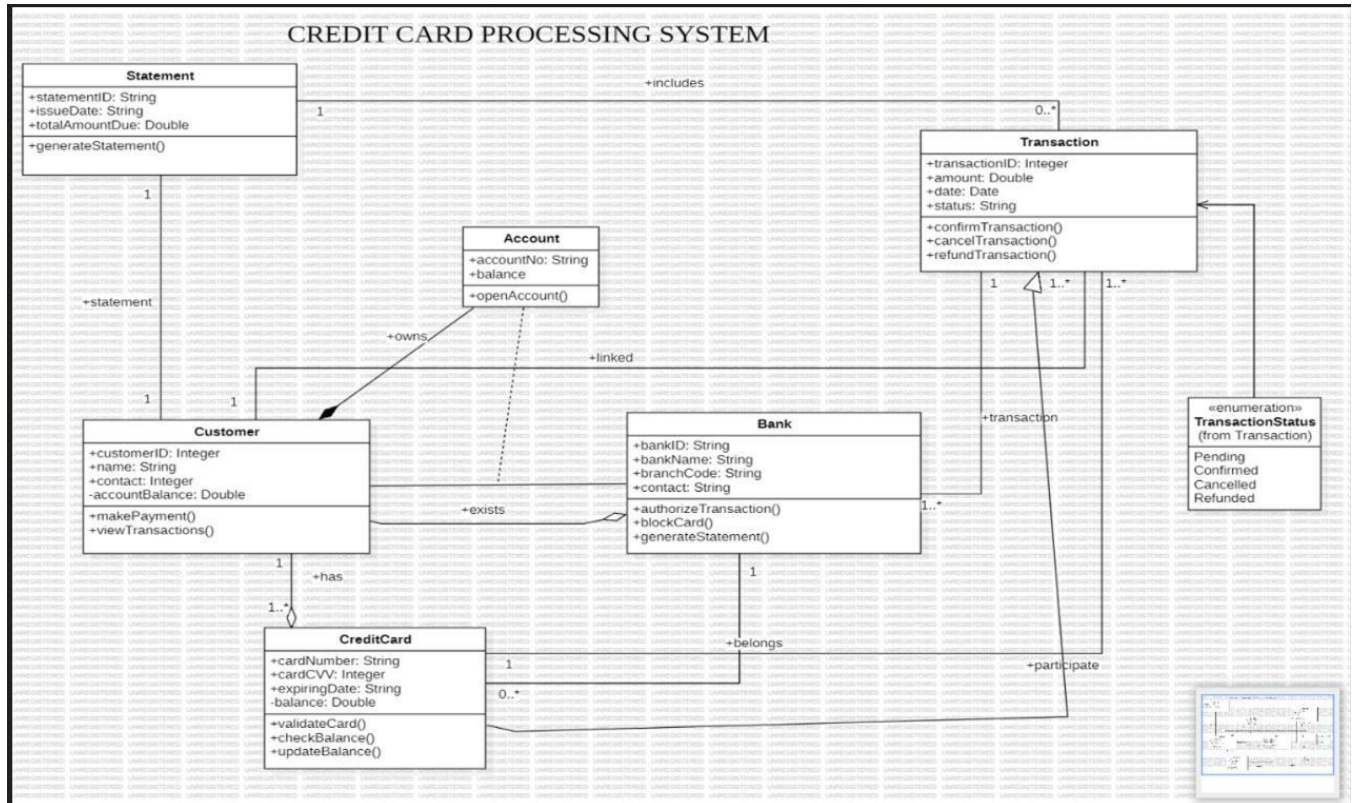 CREDIT CARD PROCESSING SYSTEM
Statement
+statementID: String
+issueDate: String
+totalAmountDue: Double
+generateStatement()
+includes
1
0..*
Transaction
+transactionID: Integer
+amount: Double
+date: Date
+status: String
+confirmTransaction()
+cancelTransaction()
+refundTransaction()
1
1..*
1..*
1
+statement
1
Account
+accountNo: String
+balance
+openAccount()
+owns
+linked
1
Customer
+customerID: Integer
+name: String
+contact: Integer
-accountBalance: Double
+makePayment()
+viewTransactions()
+exists
Bank
+bankID: String
+bankName: String
+branchCode: String
+contact: String
+authorizeTransaction()
+blockCard()
+generateStatement()
+transaction
1..*
«enumeration»
TransactionStatus
(from Transaction)
Pending
Confirmed
Cancelled
Refunded
1
+has
1..*
1
+belongs
CreditCard
+cardNumber: String
+cardCVV: Integer
+expiringDate: String
-balance: Double
+validateCard()
+checkBalance()
+updateBalance()
1
0..*
+participate